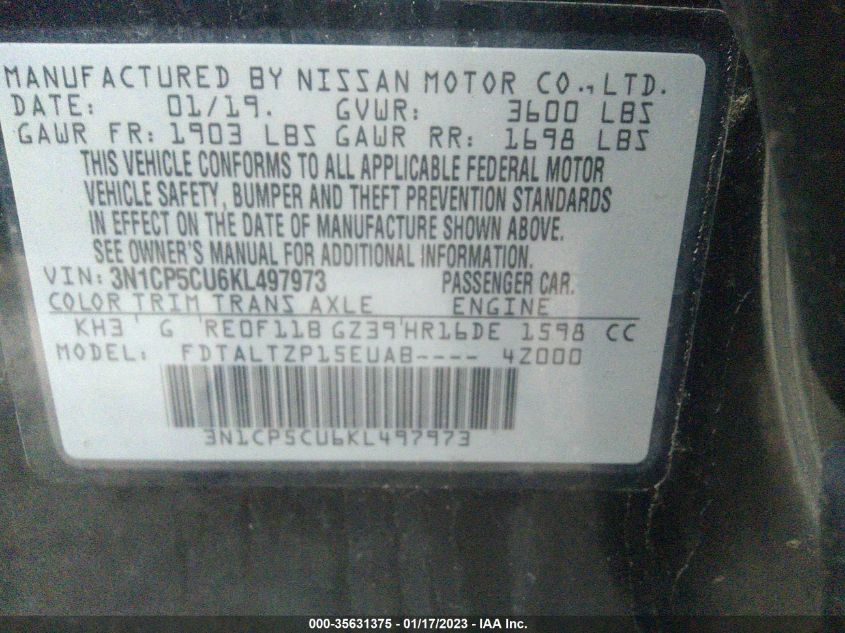 MANUFACTURED BY NISSAN MOTOR CO., LTD.
DATE: 01/19. GVWR: 3600 LBS
GAWR FR: 1903 LBS GAWR RR: 1698 LBS
THIS VEHICLE CONFORMS TO ALL APPLICABLE FEDERAL MOTOR
VEHICLE SAFETY, BUMPER AND THEFT PREVENTION STANDARDS
IN EFFECT ON THE DATE OF MANUFACTURE SHOWN ABOVE.
SEE OWNER'S MANUAL FOR ADDITIONAL INFORMATION.
VIN: 3N1CP5CU6KL497973 PASSENGER CAR.
COLOR TRIM TRANS AXLE ENGINE
KH3 G RE0F11B GZ39 HR16DE 1598 CC
MODEL: FDTALTZP15EUAB---- 4Z000
3N1CP5CU6KL497973
000-35631375 - 01/17/2023 - IAA Inc.